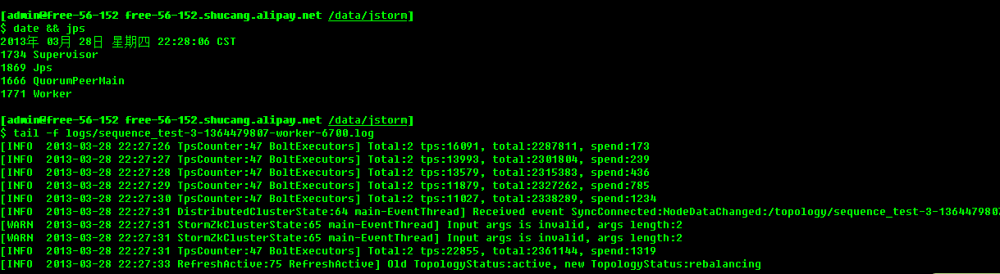 [admin@free-56-152 free-56-152.shucang.alipay.net /data/jstorm]
$ date && jps
2013年 03月 28日 星期四 22:28:06 CST
1734 Supervisor
1869 Jps
1666 QuorumPeerMain
1771 Worker
[admin@free-56-152 free-56-152.shucang.alipay.net /data/jstorm]
$ tail -f logs/sequence_test-3-1364479807-worker-6700.log
[INFO  2013-03-28 22:27:26 TpsCounter:47 BoltExecutors] Total:2 tps:16091, total:2287811, spend:173
[INFO  2013-03-28 22:27:27 TpsCounter:47 BoltExecutors] Total:2 tps:13993, total:2301804, spend:239
[INFO  2013-03-28 22:27:28 TpsCounter:47 BoltExecutors] Total:2 tps:13579, total:2315383, spend:436
[INFO  2013-03-28 22:27:29 TpsCounter:47 BoltExecutors] Total:2 tps:11879, total:2327262, spend:785
[INFO  2013-03-28 22:27:30 TpsCounter:47 BoltExecutors] Total:2 tps:11027, total:2338289, spend:1234
[INFO  2013-03-28 22:27:31 DistributedClusterState:64 main-EventThread] Received event SyncConnected:NodeDataChanged:/topology/sequence_test-3-1364479807
[WARN  2013-03-28 22:27:31 StormZkClusterState:65 main-EventThread] Input args is invalid, args length:2
[WARN  2013-03-28 22:27:31 StormZkClusterState:65 main-EventThread] Input args is invalid, args length:2
[INFO  2013-03-28 22:27:31 TpsCounter:47 BoltExecutors] Total:2 tps:22855, total:2361144, spend:1319
[INFO  2013-03-28 22:27:33 RefreshActive:75 RefreshActive] Old TopologyStatus:active, new TopologyStatus:rebalancing